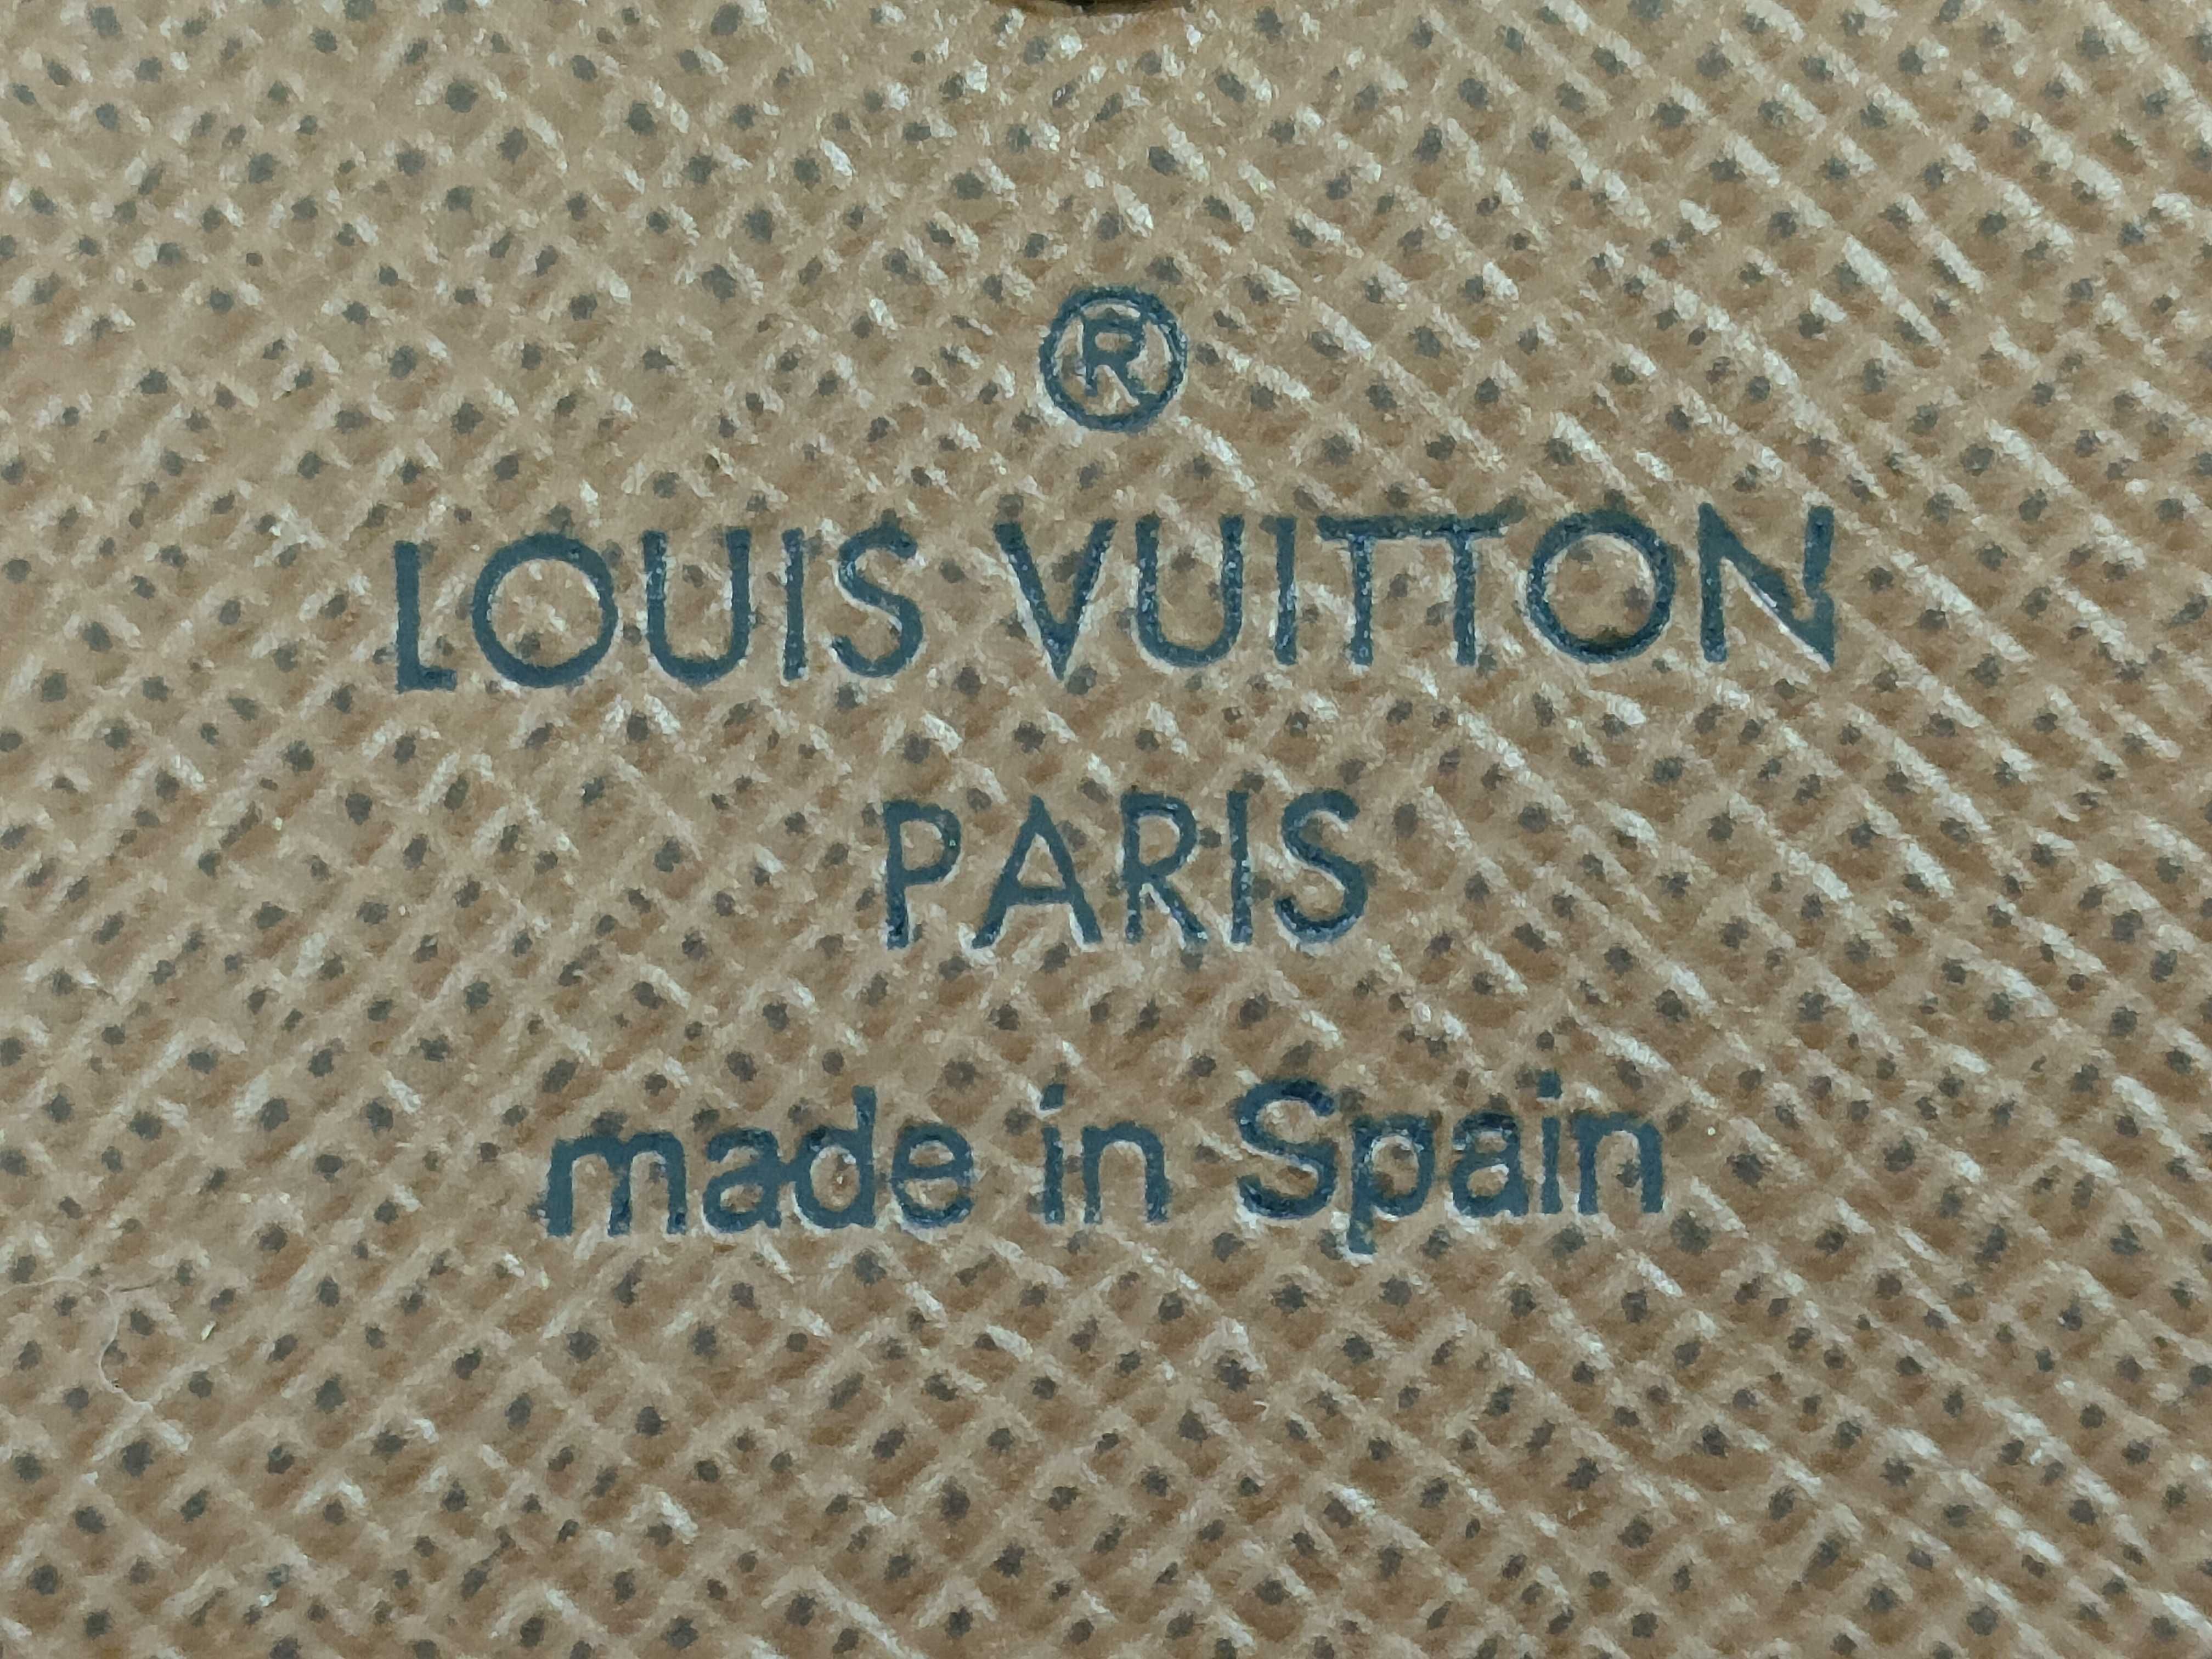 ®
LOUIS VUITTON
PARIS
made in Spain